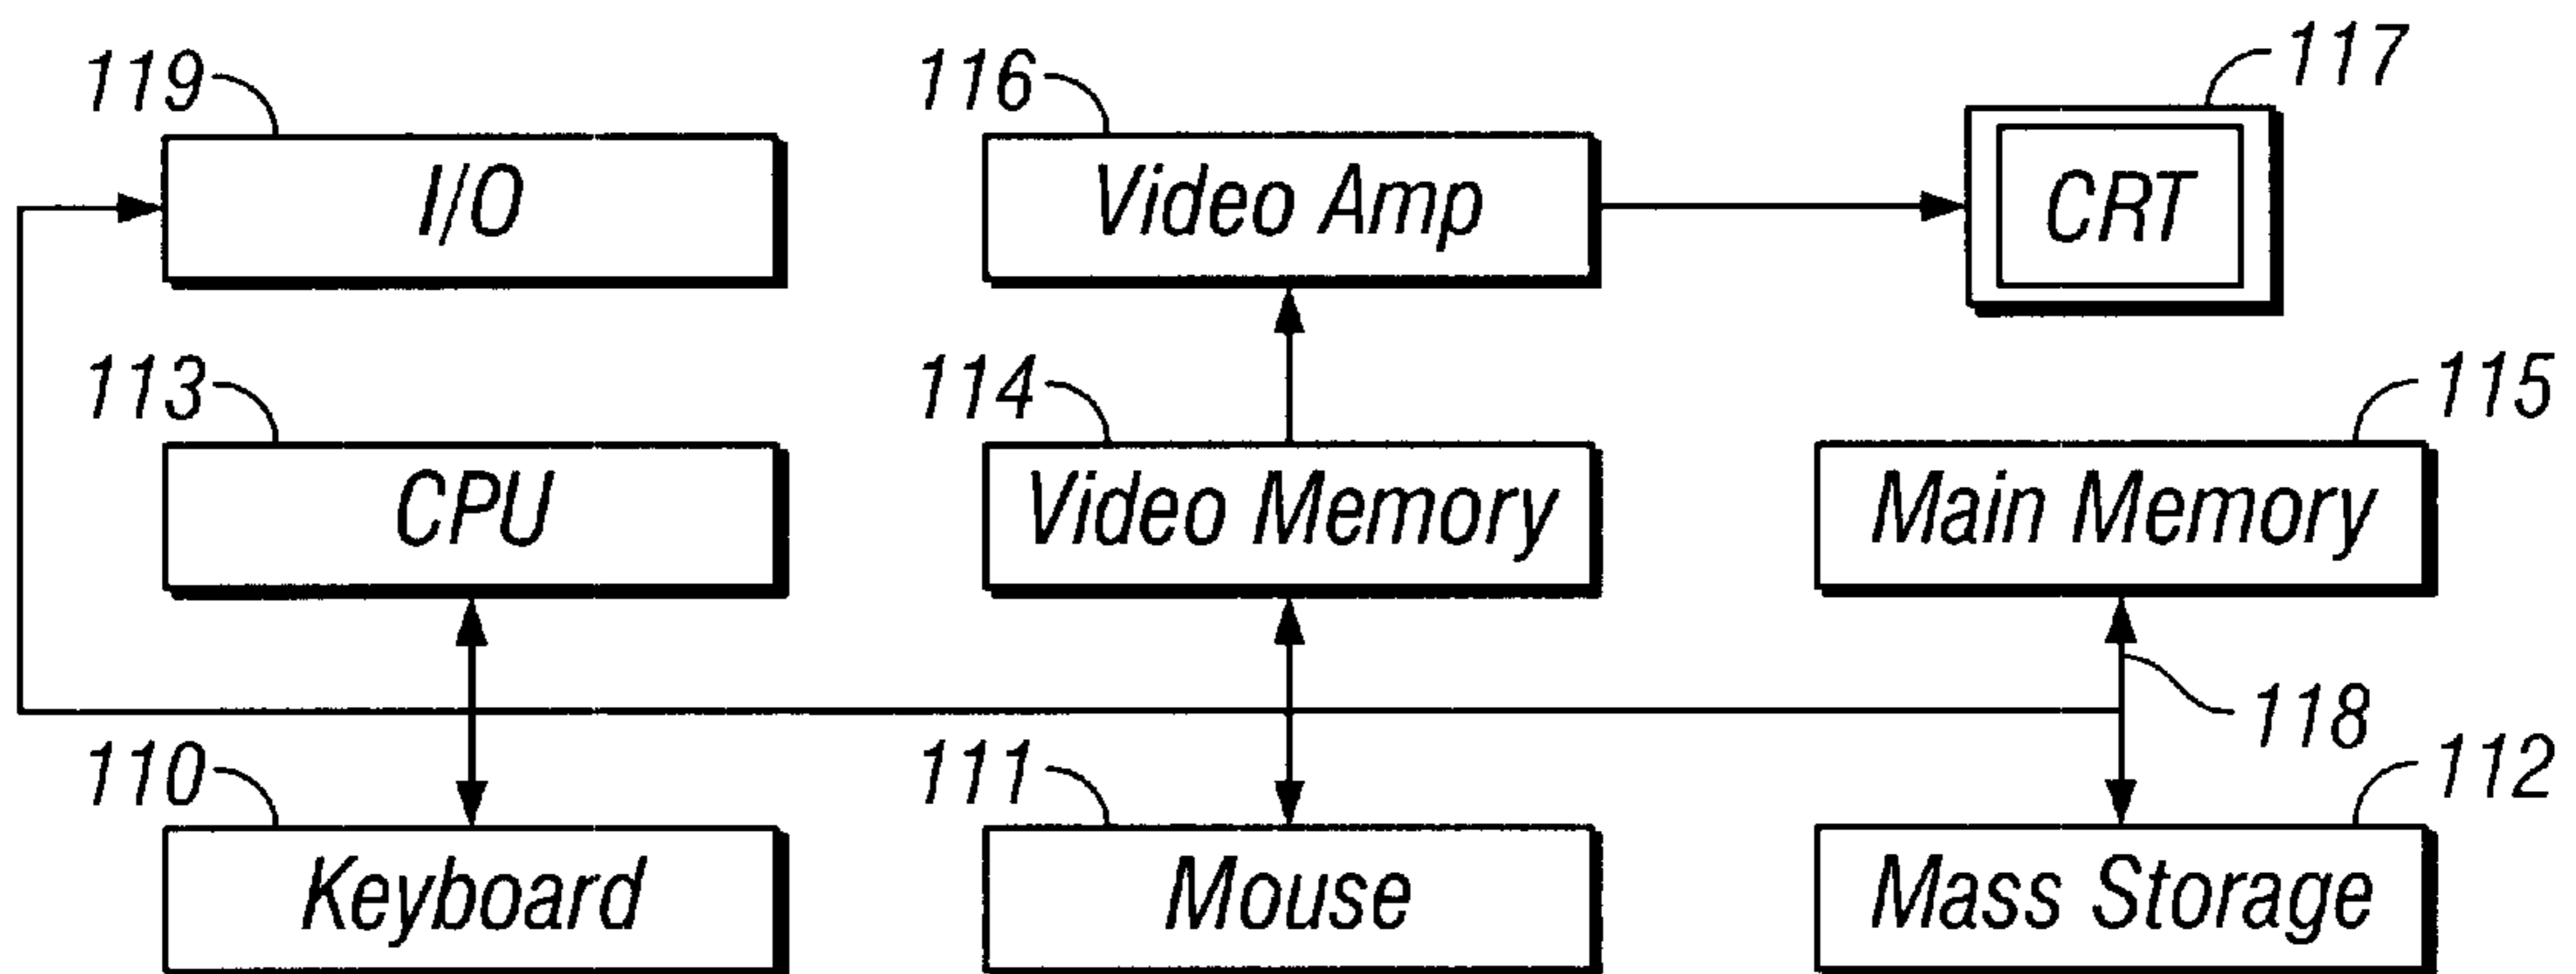 119
116
117
I/O
Video Amp
CRT
113
114
115
CPU
Video Memory
Main Memory
118
110
111
112
Keyboard
Mouse
Mass Storage